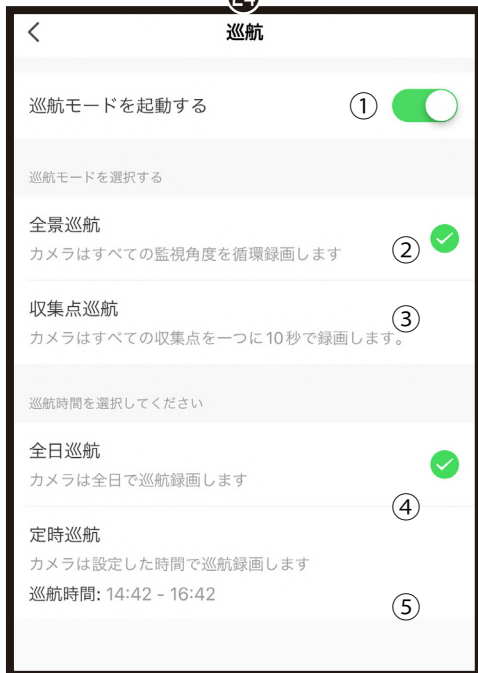 24
巡航
巡航モードを起動する ①
巡航モードを選択する
全景巡航
カメラはすべての監視角度を循環録画します ②
収集点巡航
③
カメラはすべての収集点を一つに10秒で録画します。
巡航時間を選択してください
全日巡航
カメラは全日で巡航録画します
④
定時巡航
カメラは設定した時間で巡航録画します
巡航時間: 14:42 - 16:42
⑤